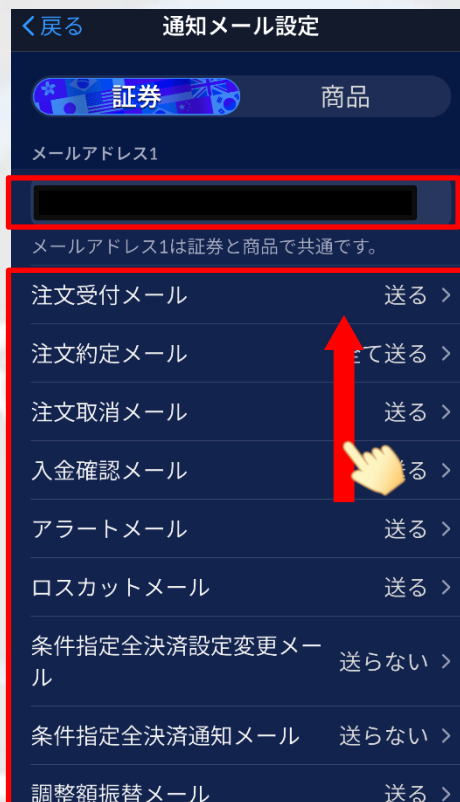 戻る 通知メール設定
証券 商品
メールアドレス1
メールアドレス1は証券と商品で共通です。
注文受付メール 送る
注文約定メール て送る
注文取消メール 送る
入金確認メール る
アラートメール 送る
ロスカットメール 送る
条件指定全決済設定変更メー
ル 送らない
条件指定全決済通知メール 送らない
調整額振替メール 送る